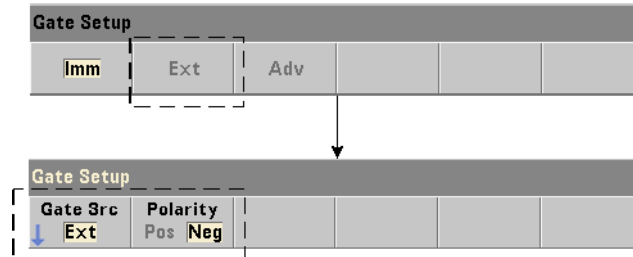 Gate Setup
Imm Ext Adv
Gate Setup
Gate Src Polarity
Ext Pos Neg